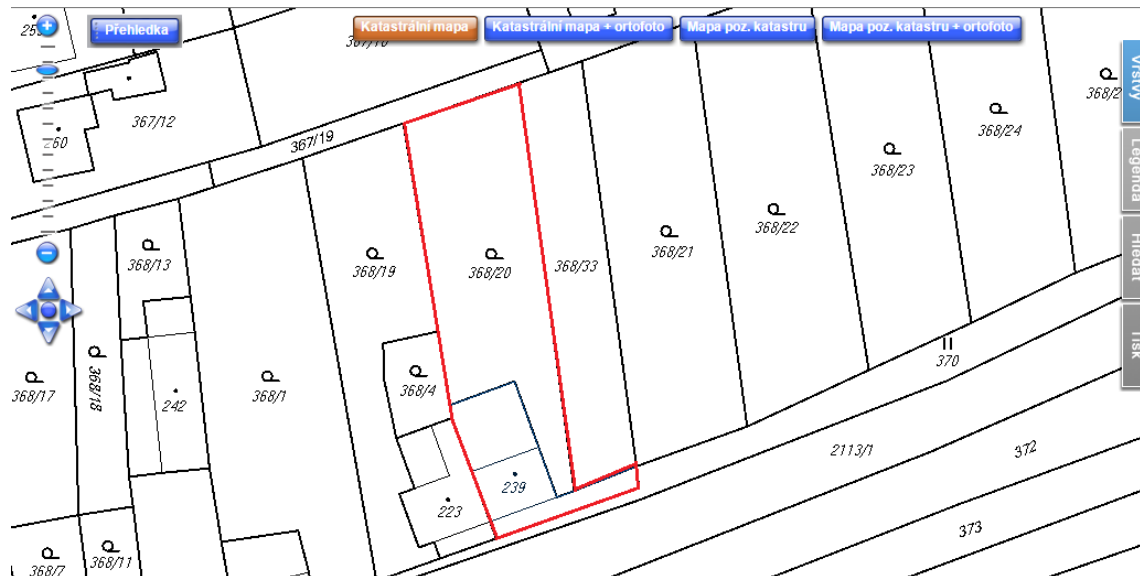 Přehledka
Katastrální mapa
Katastrální mapa + ortofoto
Mapa poz. katastru
Mapa poz. katastru + ortofoto
Vrstvy
Legenda
Hledat
Tisk
367/12
367/19
260
368/24
368/23
368/22
368/21
368/33
368/20
368/19
368/13
368/17
368/18
242
368/1
368/4
370
2113/1
372
373
239
223
368/11
368/7